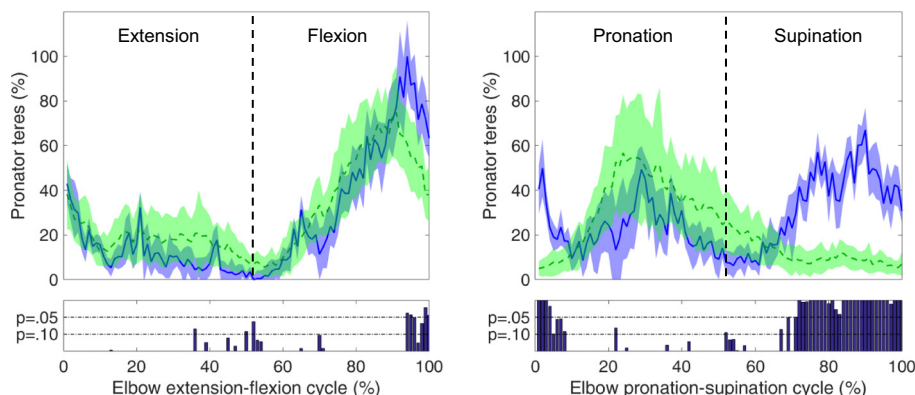 Extension Flexion
Pronator teres (%)
100
80
60
40
20
0
p=.05
p=.10
0 20 40 60 80 100
Elbow extension-flexion cycle (%)
Pronation Supination
Pronator teres (%)
100
80
60
40
20
0
p=.05
p=.10
0 20 40 60 80 100
Elbow pronation-supination cycle (%)